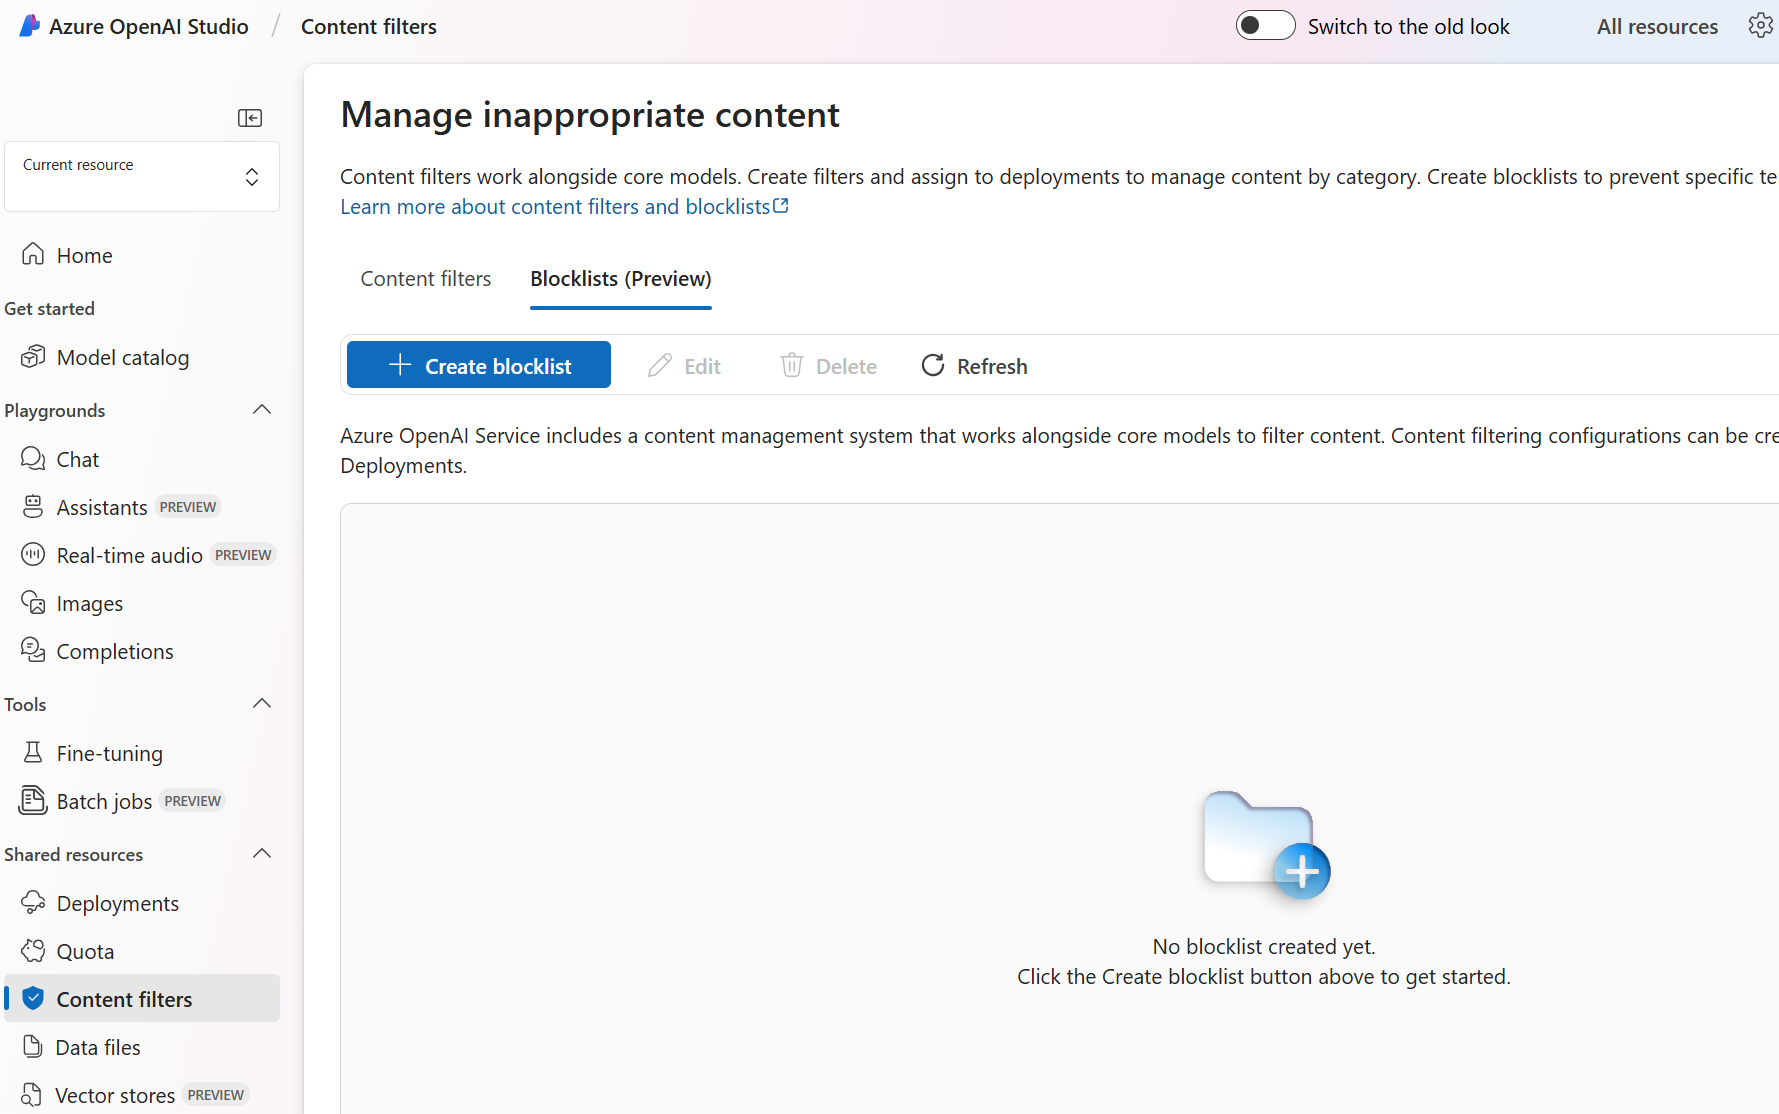 Azure OpenAI Studio / Content filters
Switch to the old look
All resources
Current resource
Home
Get started
Model catalog
Playgrounds
Chat
Assistants PREVIEW
Real-time audio PREVIEW
Images
Completions
Tools
Fine-tuning
Batch jobs PREVIEW
Shared resources
Deployments
Quota
Content filters
Data files
Vector stores PREVIEW
Manage inappropriate content
Content filters work alongside core models. Create filters and assign to deployments to manage content by category. Create blocklists to prevent specific te
Learn more about content filters and blocklists
Content filters
Blocklists (Preview)
Create blocklist
Edit
Delete
Refresh
Azure OpenAI Service includes a content management system that works alongside core models to filter content. Content filtering configurations can be cre
Deployments.
No blocklist created yet.
Click the Create blocklist button above to get started.